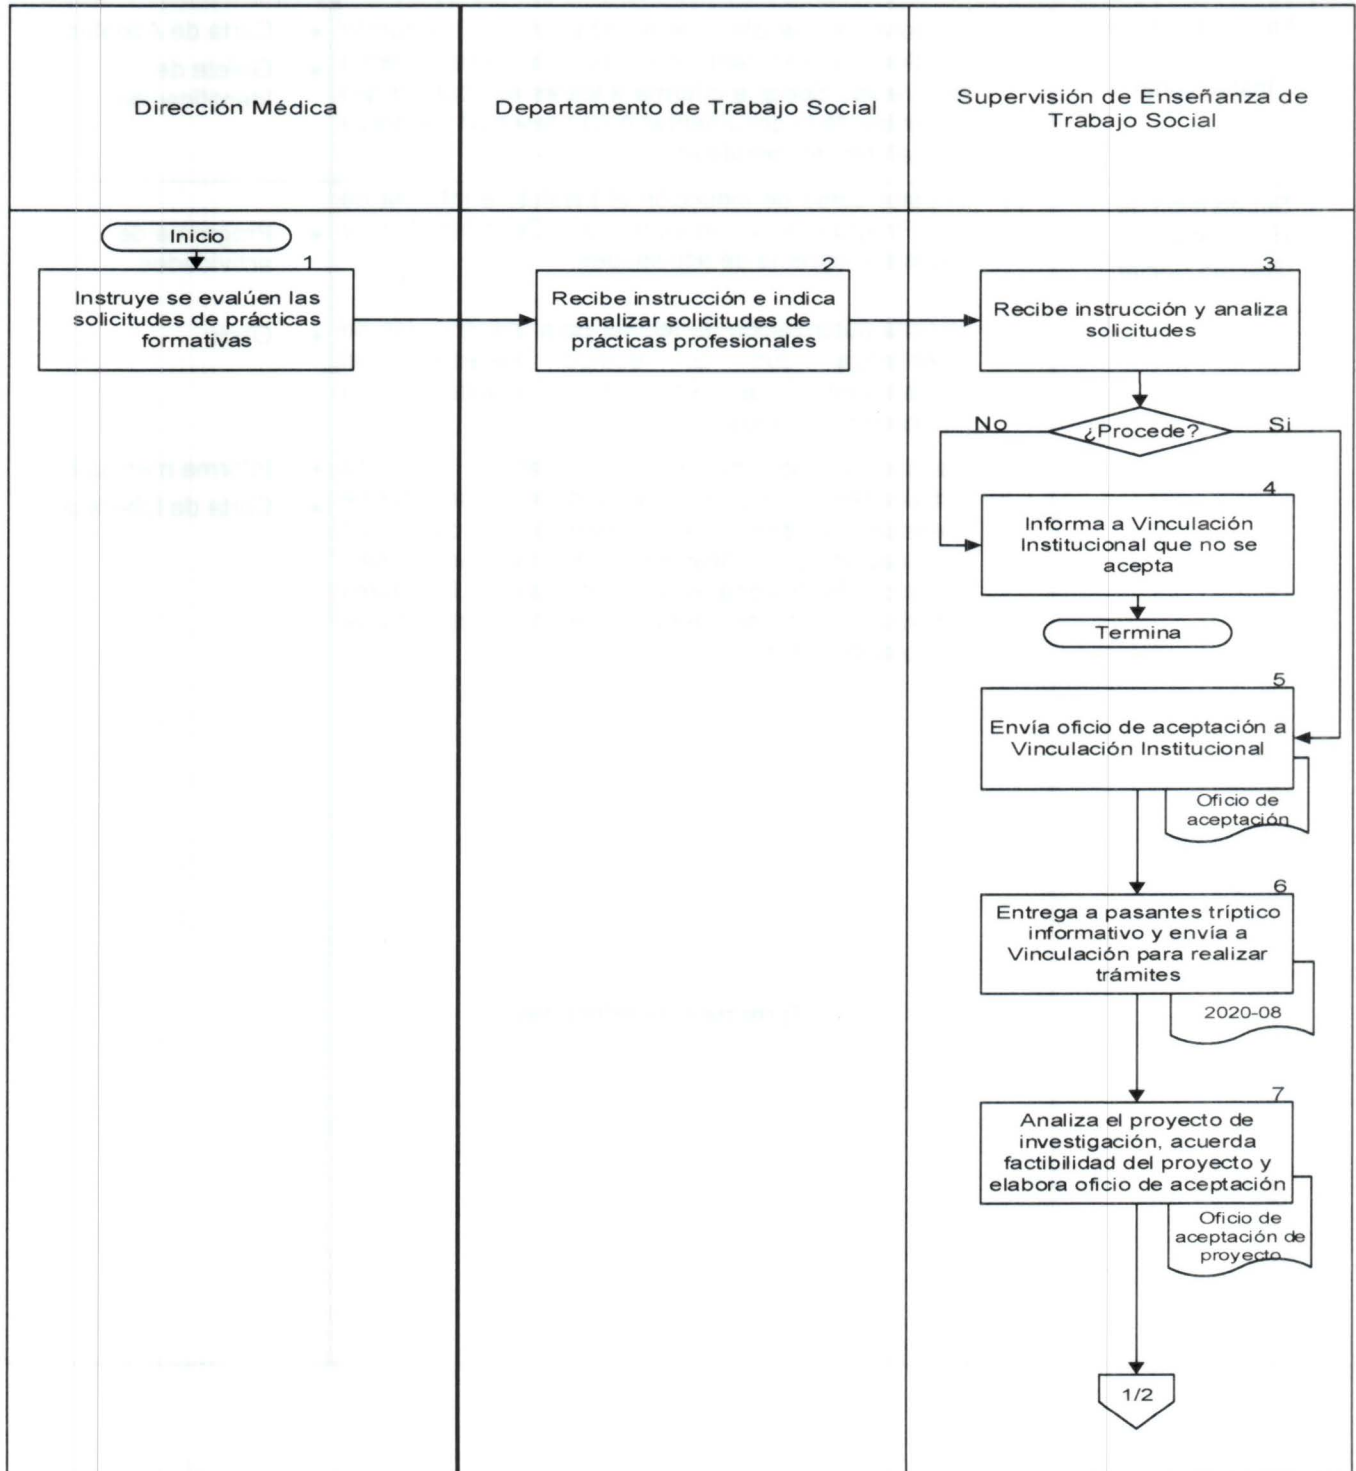 Dirección Médica
Departamento de Trabajo Social
Supervisión de Enseñanza de
Trabajo Social
Inicio
1
Instruye se evalúen las
solicitudes de prácticas
formativas
2
Recibe instrucción e indica
analizar solicitudes de
prácticas profesionales
3
Recibe instrucción y analiza
solicitudes
No
¿Procede?
Si
4
Informa a Vinculación
Institucional que no se
acepta
Termina
5
Envía oficio de aceptación a
Vinculación Institucional
Oficio de
aceptación
6
Entrega a pasantes tríptico
informativo y envía a
Vinculación para realizar
trámites
2020-08
7
Analiza el proyecto de
investigación, acuerda
factibilidad del proyecto y
elabora oficio de aceptación
Oficio de
aceptación de
proyecto
1/2